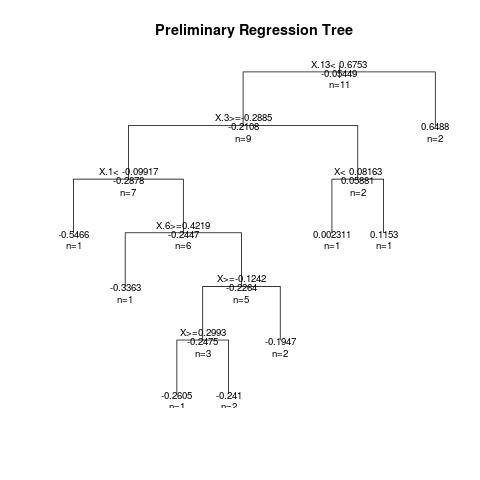 Preliminary Regression Tree
X.13< 0.6753
-0.05449
n=11
X.3>=-0.2885
-0.2108
n=9
0.6488
n=2
X.1< -0.09917
-0.2878
n=7
X< 0.08163
0.05881
n=2
-0.5466
n=1
X.6>=0.4219
-0.2447
n=6
0.002311
n=1
0.1153
n=1
-0.3363
n=1
X>=-0.1242
-0.2264
n=5
X>=0.2993
-0.2475
n=3
-0.1947
n=2
-0.2605
n=1
-0.241
n=2